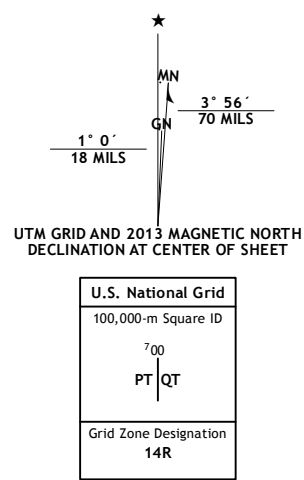 ★
MN
3° 56´
70 MILS
GN
1° 0´
18 MILS
UTM GRID AND 2013 MAGNETIC NORTH
DECLINATION AT CENTER OF SHEET
U.S. National Grid
100,000-m Square ID
⁷00
PT QT
Grid Zone Designation
14R